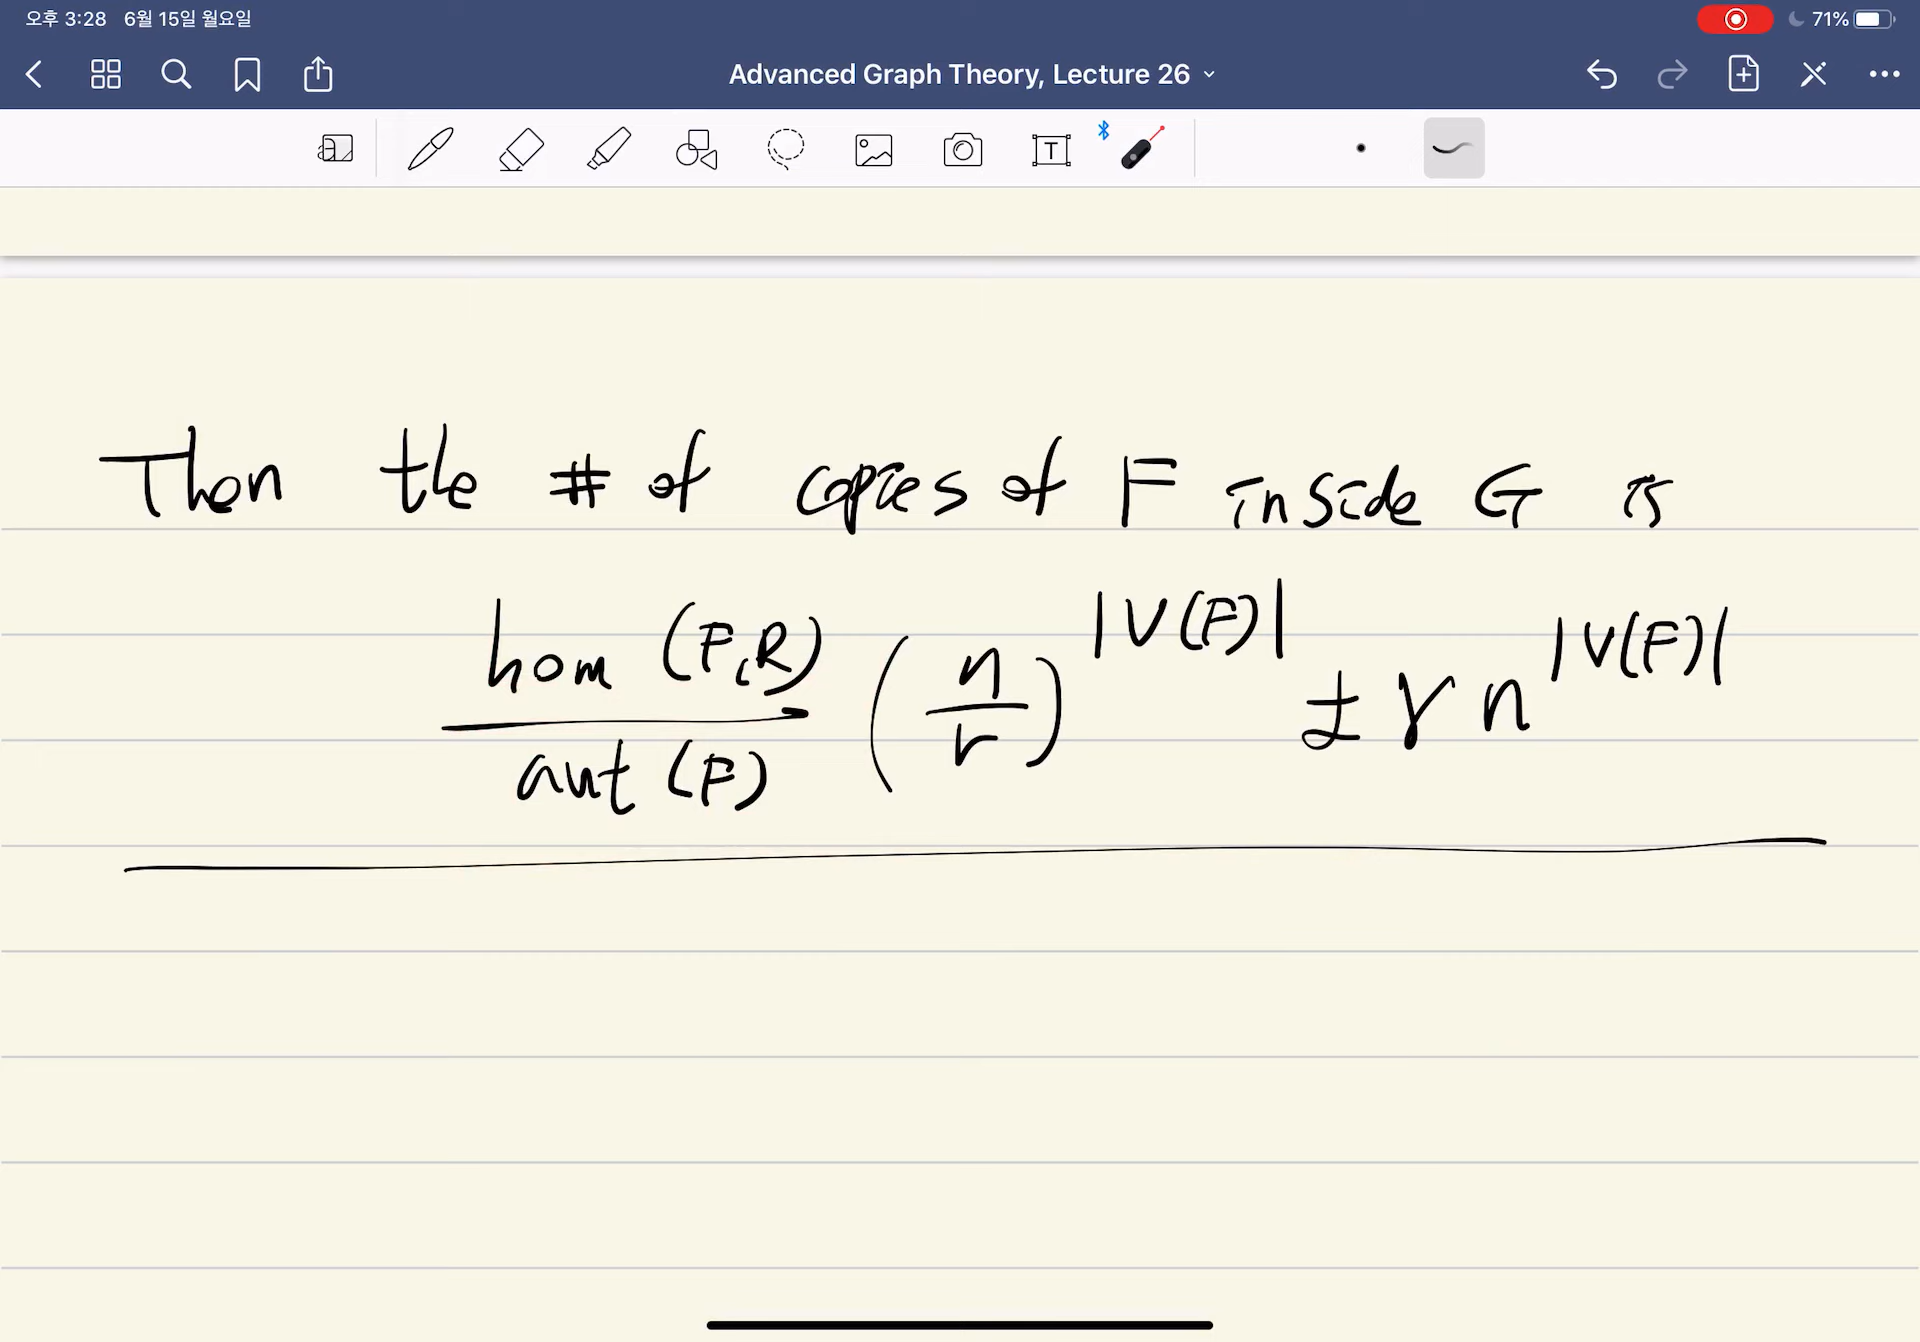 오후 3:28 6월 15일 월요일
71%
Advanced Graph Theory, Lecture 26
Then the # of copies of F inside G is
hom (F,R) / aut (F) (n/r)^|V(F)| ± γ n^|V(F)|